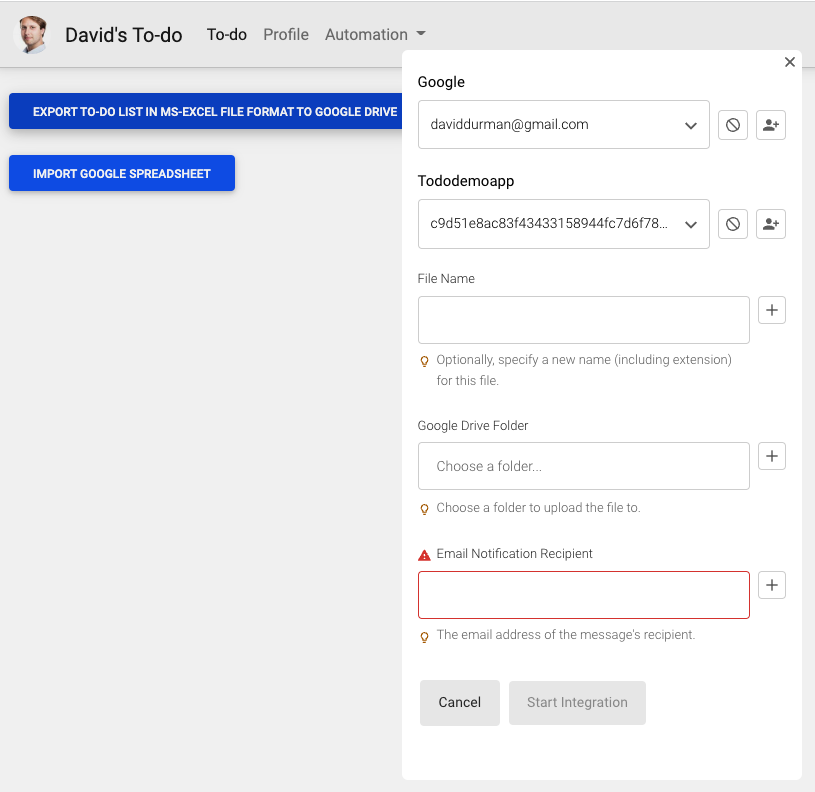 David's To-do To-do Profile Automation
EXPORT TO-DO LIST IN MS-EXCEL FILE FORMAT TO GOOGLE DRIVE
IMPORT GOOGLE SPREADSHEET
Google
daviddurman@gmail.com
Tododemoapp
c9d51e8ac83f43433158944fc7d6f78...
File Name
Optionally, specify a new name (including extension)
for this file.
Google Drive Folder
Choose a folder...
Choose a folder to upload the file to.
Email Notification Recipient
The email address of the message's recipient.
Cancel Start Integration